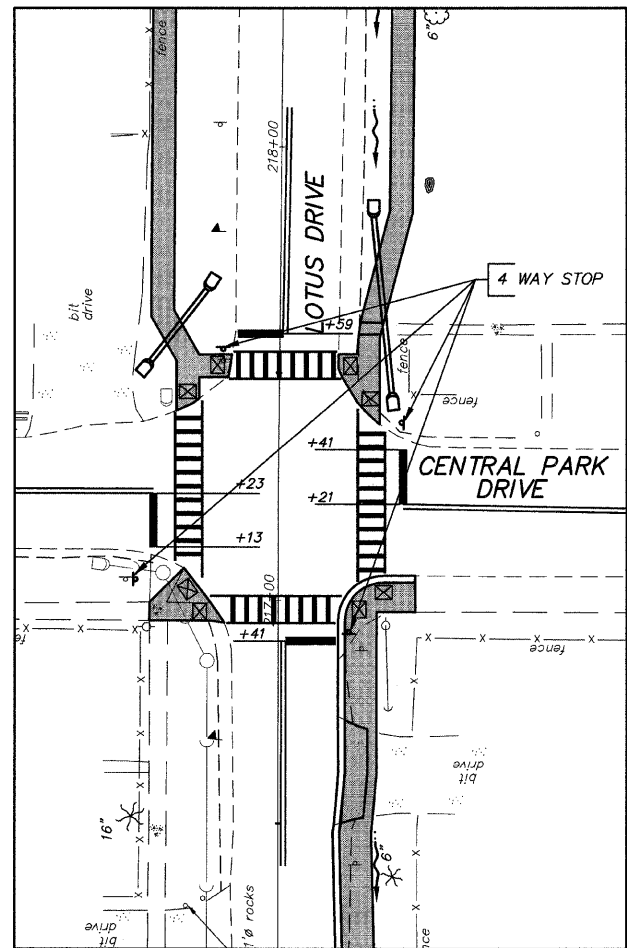 fence
6"
218+00
LOTUS DRIVE
4 WAY STOP
bit
drive
+59
fence
fence
+41
CENTRAL PARK
DRIVE
+23
+21
+13
217+00
+41
fence
bit
drive
16"
6"
1'ø rocks
bit
drive